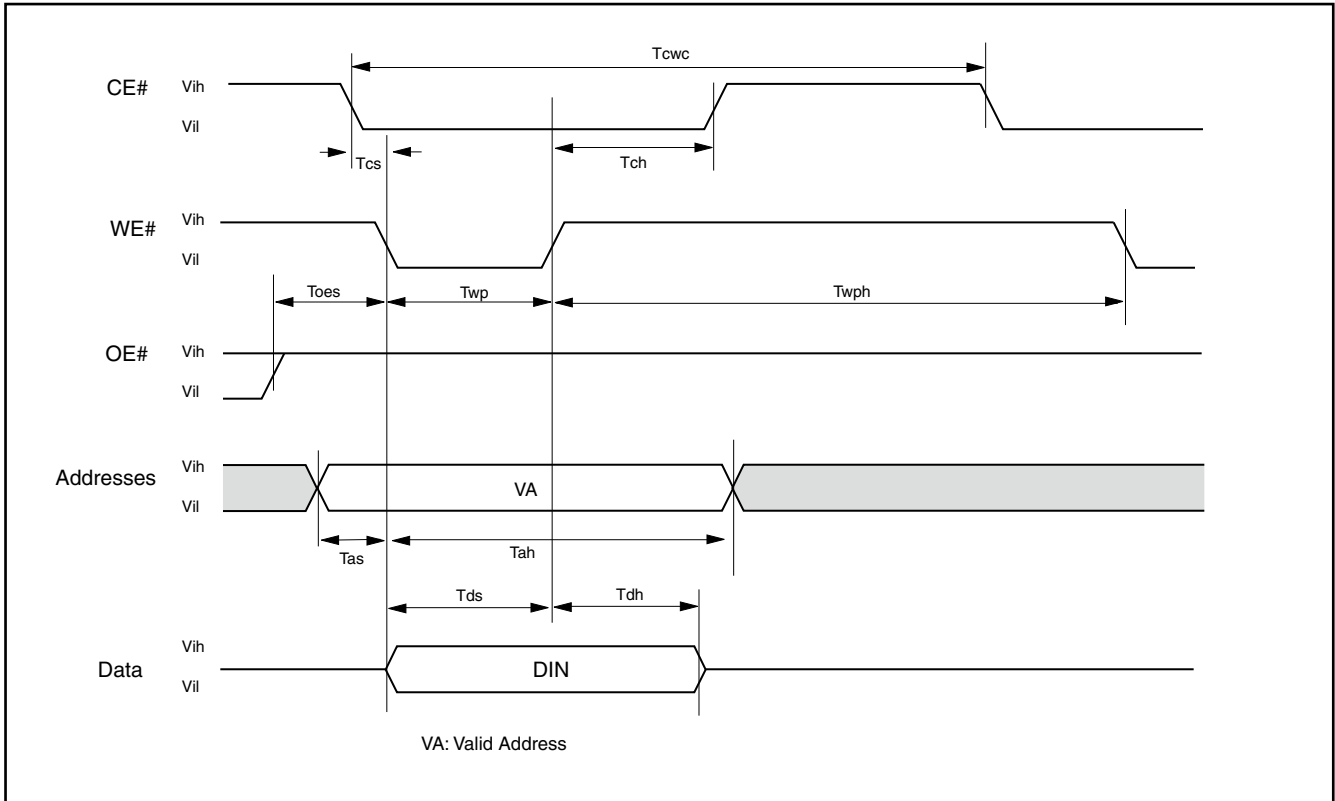 Tcwc
CE#
Vih
Vil
Tcs
Tch
WE#
Vih
Vil
Toes
Twp
Twph
OE#
Vih
Vil
Addresses
Vih
VA
Vil
Tas
Tah
Tds
Tdh
Data
Vih
DIN
Vil
VA: Valid Address